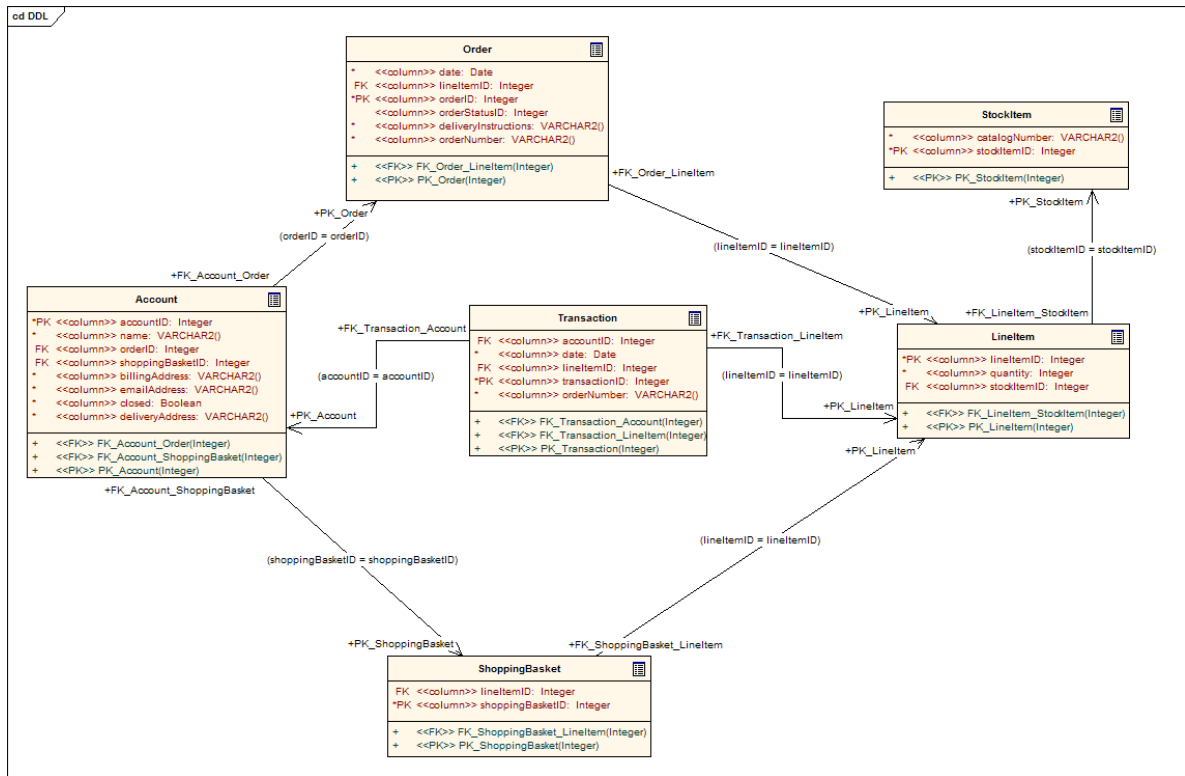 cd DDL
Order
* <<column>> date: Date
FK <<column>> lineItemID: Integer
*PK <<column>> orderID: Integer
<<column>> orderStatusID: Integer
* <<column>> deliveryInstructions: VARCHAR2()
* <<column>> orderNumber: VARCHAR2()
+ <<FK>> FK_Order_LineItem(Integer)
+ <<PK>> PK_Order(Integer)
StockItem
* <<column>> catalogNumber: VARCHAR2()
*PK <<column>> stockItemID: Integer
+ <<PK>> PK_StockItem(Integer)
+FK_Order_LineItem
+PK_StockItem
+PK_Order
(orderID = orderID)
(lineItemID = lineItemID)
(stockItemID = stockItemID)
+FK_Account_Order
Account
*PK <<column>> accountID: Integer
* <<column>> name: VARCHAR2()
FK <<column>> orderID: Integer
FK <<column>> shoppingBasketID: Integer
* <<column>> billingAddress: VARCHAR2()
* <<column>> emailAddress: VARCHAR2()
* <<column>> closed: Boolean
* <<column>> deliveryAddress: VARCHAR2()
+ <<FK>> FK_Account_Order(Integer)
+ <<FK>> FK_Account_ShoppingBasket(Integer)
+ <<PK>> PK_Account(Integer)
+FK_Transaction_Account
(accountID = accountID)
+PK_Account
Transaction
FK <<column>> accountID: Integer
* <<column>> date: Date
FK <<column>> lineItemID: Integer
*PK <<column>> transactionID: Integer
* <<column>> orderNumber: VARCHAR2()
+ <<FK>> FK_Transaction_Account(Integer)
+ <<FK>> FK_Transaction_LineItem(Integer)
+ <<PK>> PK_Transaction(Integer)
+FK_Transaction_LineItem
(lineItemID = lineItemID)
+PK_LineItem
+PK_LineItem
+FK_LineItem_StockItem
LineItem
*PK <<column>> lineItemID: Integer
* <<column>> quantity: Integer
FK <<column>> stockItemID: Integer
+ <<FK>> FK_LineItem_StockItem(Integer)
+ <<PK>> PK_LineItem(Integer)
+PK_LineItem
+FK_Account_ShoppingBasket
(lineItemID = lineItemID)
(shoppingBasketID = shoppingBasketID)
+PK_ShoppingBasket
+FK_ShoppingBasket_LineItem
ShoppingBasket
FK <<column>> lineItemID: Integer
*PK <<column>> shoppingBasketID: Integer
+ <<FK>> FK_ShoppingBasket_LineItem(Integer)
+ <<PK>> PK_ShoppingBasket(Integer)